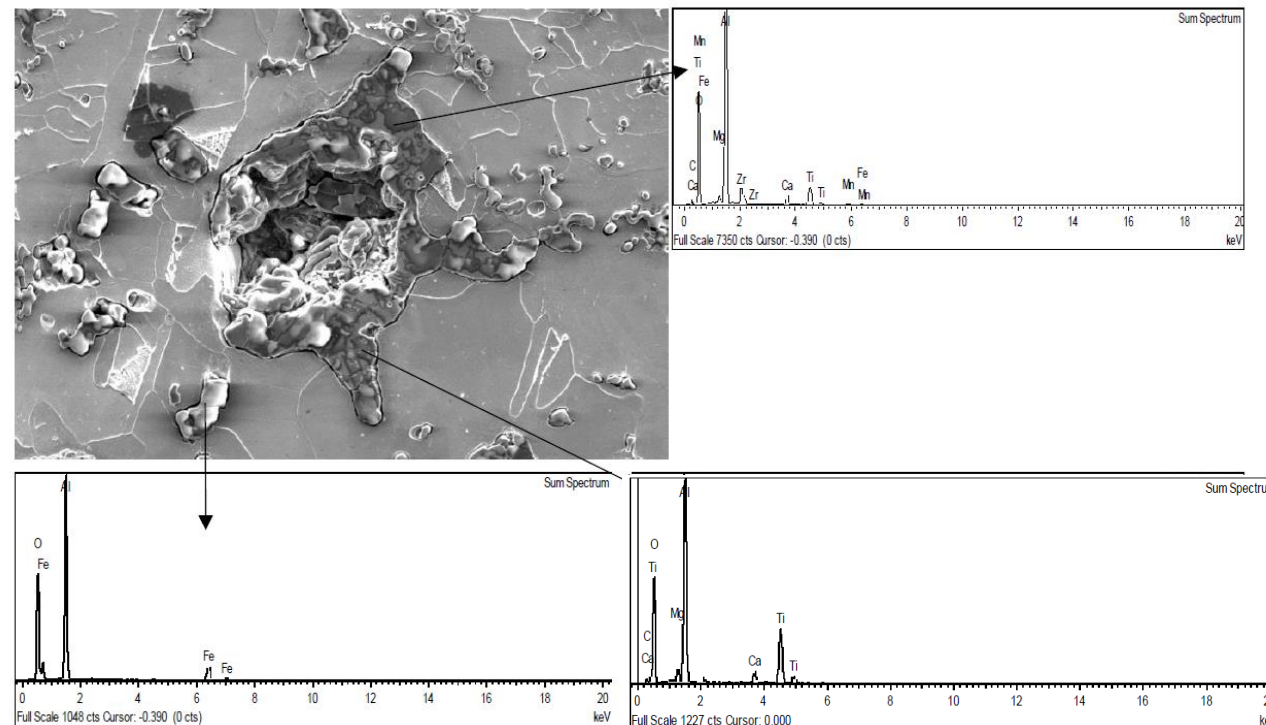 Al
Sum Spectrum
Mn
Ti
Fe
O
Mg
C
Ca
Zr
Zr
Ca
Ti
Ti
Mn
Fe
Mn
0 2 4 6 8 10 12 14 16 18 20
Full Scale 7350 cts Cursor: -0.390 (0 cts) keV
Al
Sum Spectrum
O
Fe
Fe
Fe
0 2 4 6 8 10 12 14 16 18 20
Full Scale 1048 cts Cursor: -0.390 (0 cts) keV
Al
Sum Spectru
O
Ti
Mg
C
Ca
Ca
Ti
Ti
0 2 4 6 8 10 12 14 16 18 2
Full Scale 1227 cts Cursor: 0.000 ke